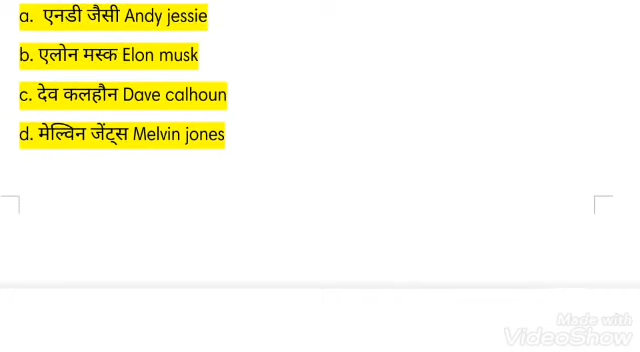 a. एनडी जैसी Andy jessie
b. एलोन मस्क Elon musk
c. देव कलहौन Dave calhoun
d. मेल्विन जेंट्स Melvin jones
Made with
VideoShow